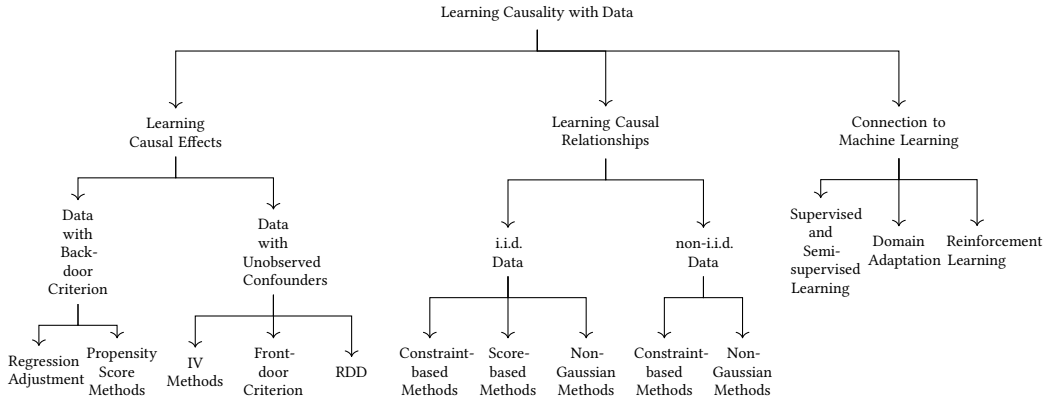 Learning Causality with Data
Learning
Causal Effects
Learning Causal
Relationships
Connection to
Machine Learning
Data
with
Back-
door
Criterion
Data
with
Unobserved
Confounders
i.i.d.
Data
non-i.i.d.
Data
Supervised
and
Semi-
supervised
Learning
Domain
Adaptation
Reinforcement
Learning
Regression
Adjustment
Propensity
Score
Methods
IV
Methods
Front-
door
Criterion
RDD
Constraint-
based
Methods
Score-
based
Methods
Non-
Gaussian
Methods
Constraint-
based
Methods
Non-
Gaussian
Methods